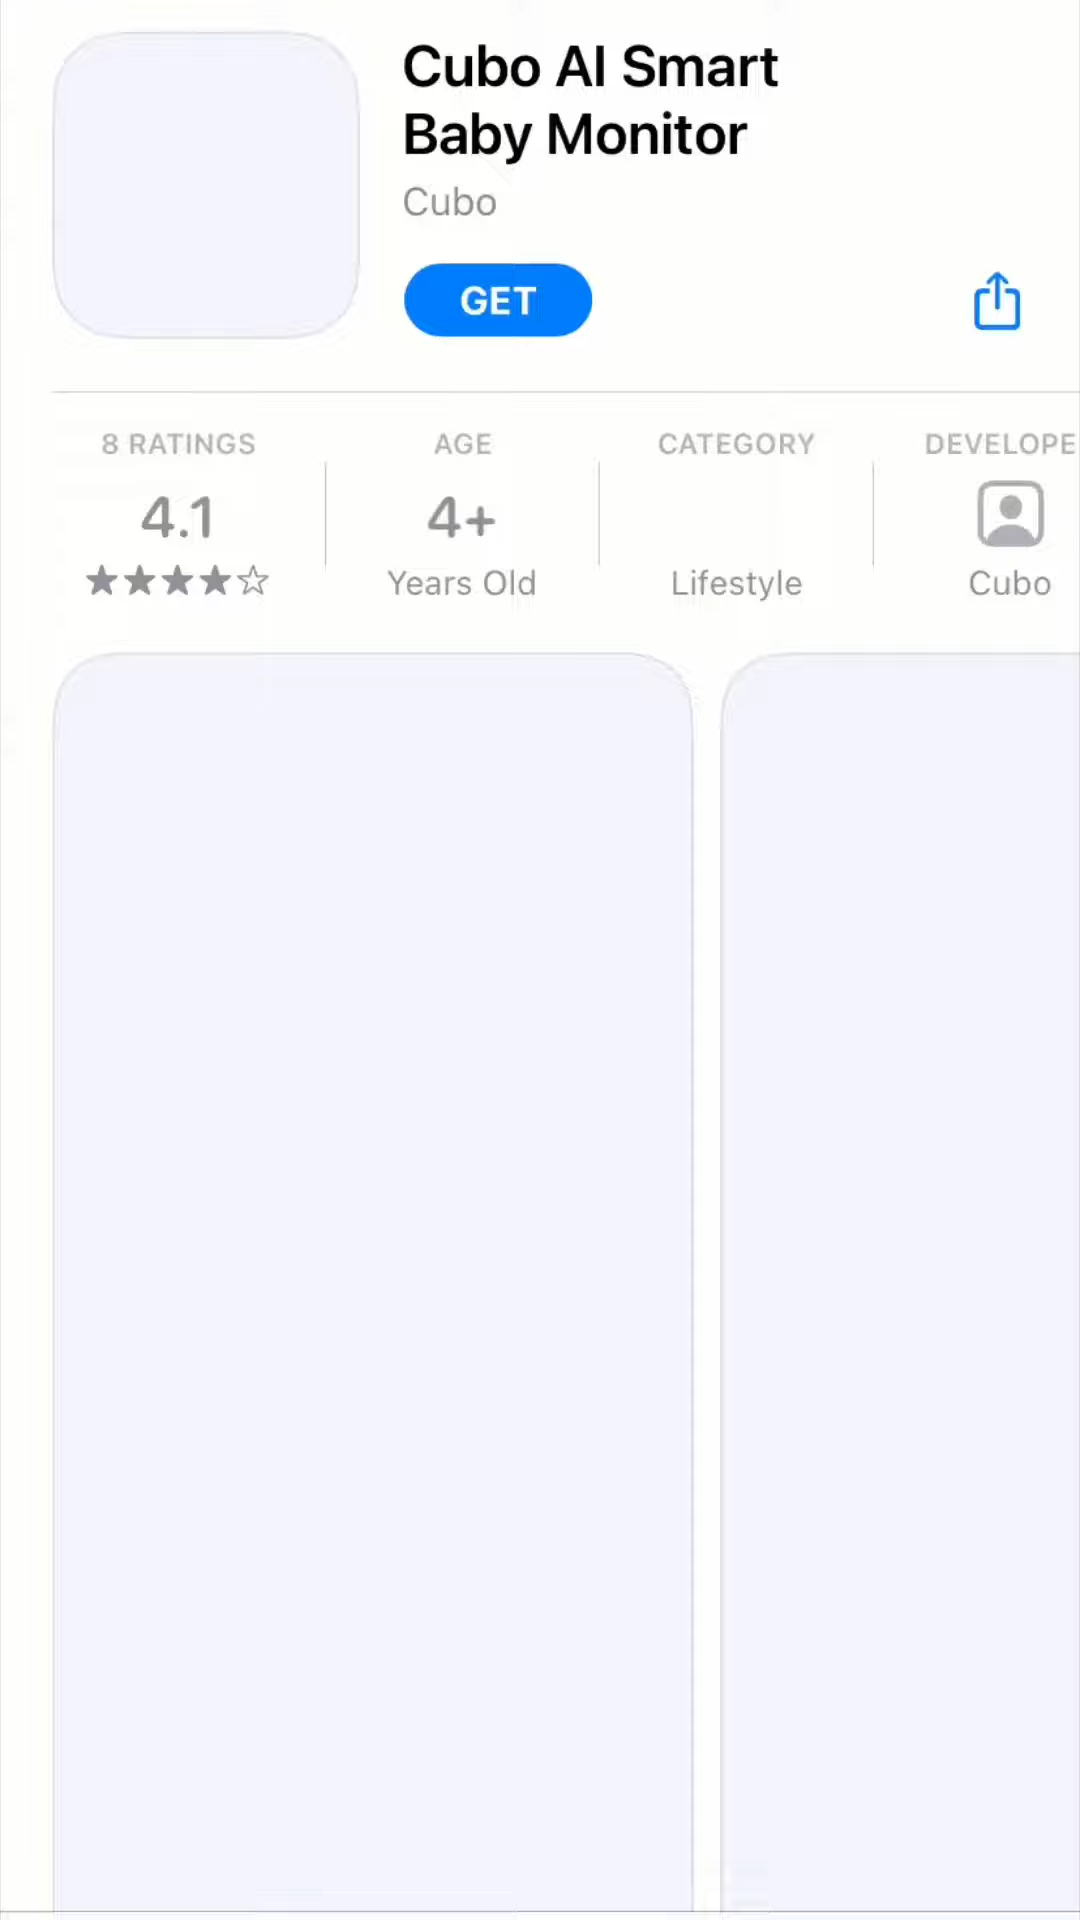 Cubo AI Smart
Baby Monitor
Cubo
GET
8 RATINGS
AGE
CATEGORY
DEVELOPE
4.1
4+
Years Old
Lifestyle
Cubo